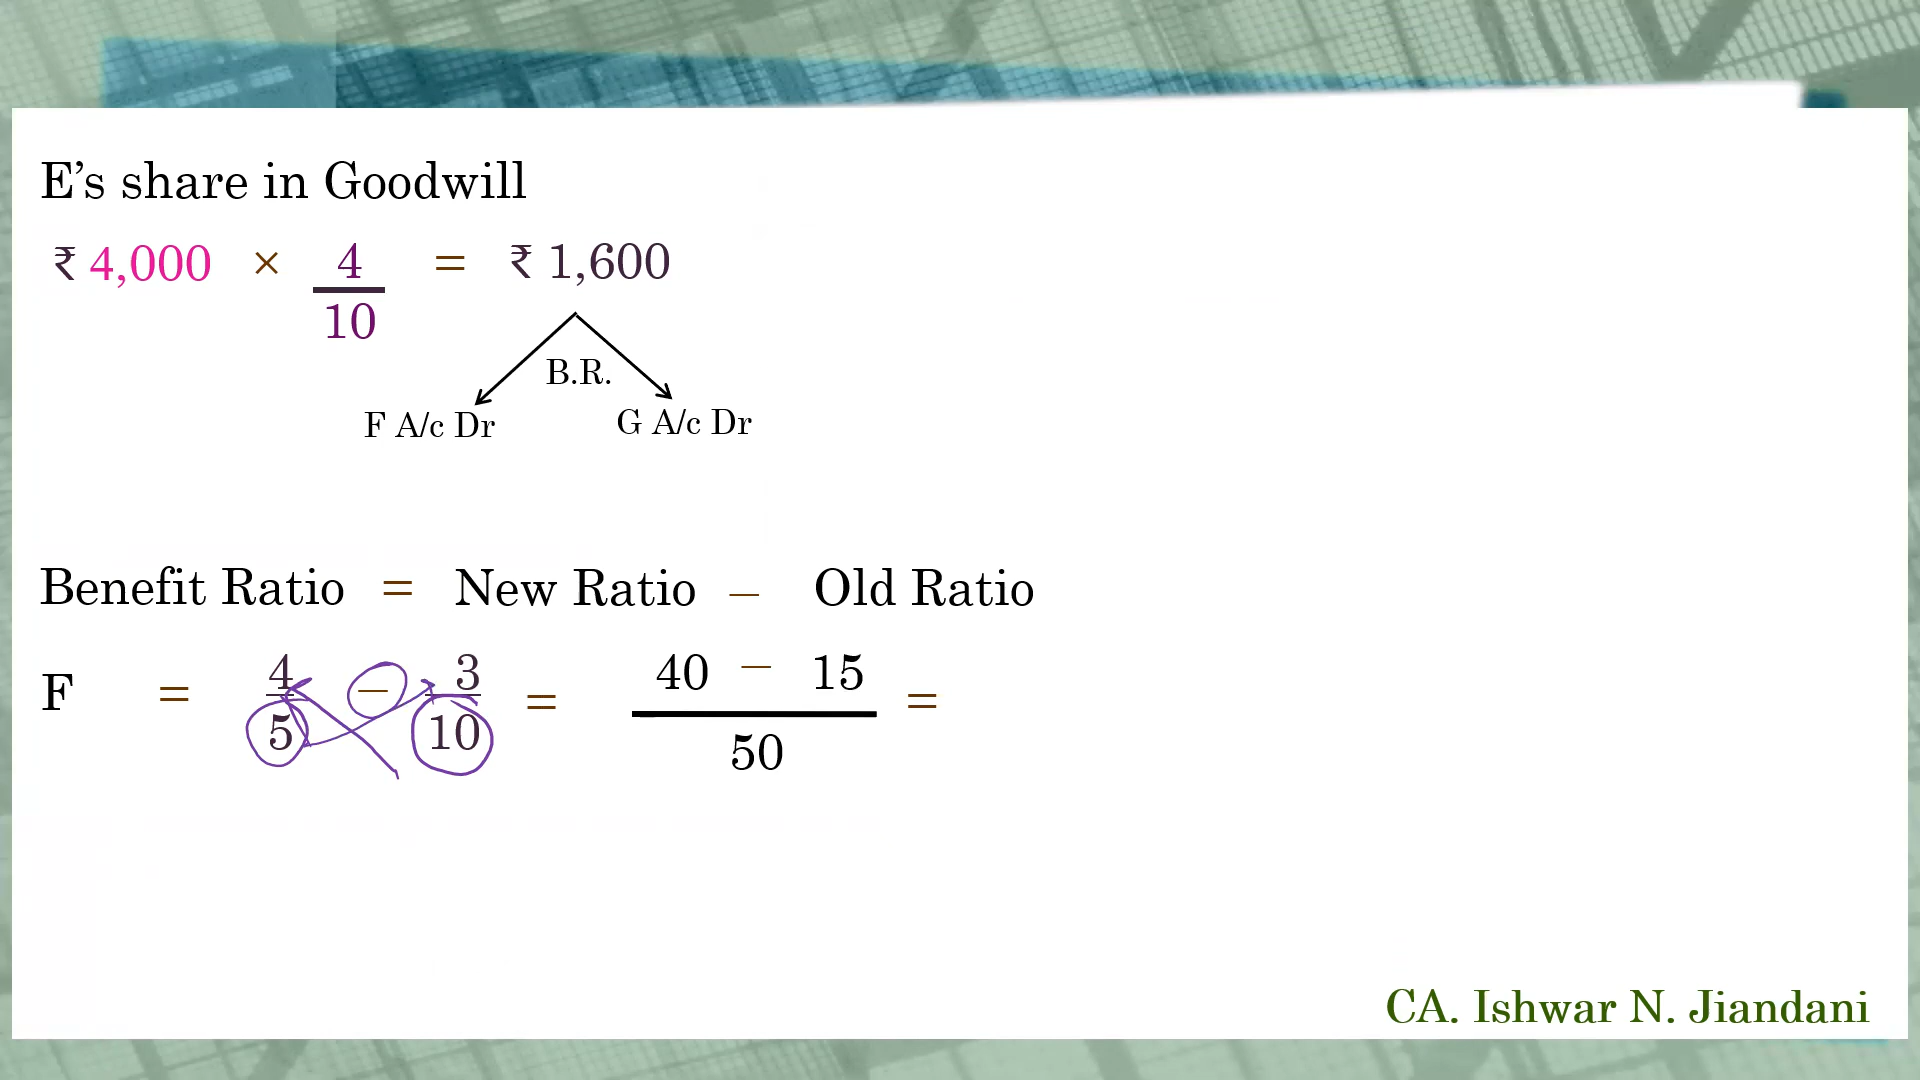 E’s share in Goodwill
₹ 4,000 × 4/10 = ₹ 1,600
B.R.
F A/c Dr G A/c Dr
Benefit Ratio = New Ratio – Old Ratio
F = 4/5 – 3/10 = 40 – 15/50 =
CA. Ishwar N. Jiandani